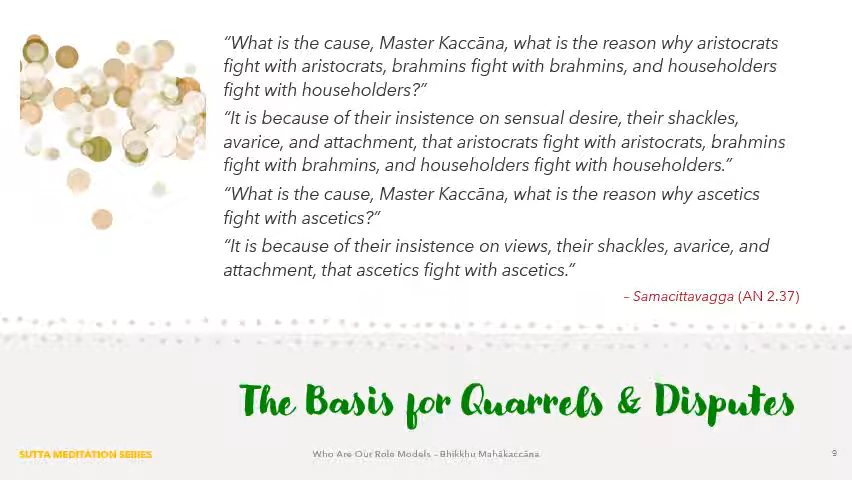 “What is the cause, Master Kaccāna, what is the reason why aristocrats
fight with aristocrats, brahmins fight with brahmins, and householders
fight with householders?”
“It is because of their insistence on sensual desire, their shackles,
avarice, and attachment, that aristocrats fight with aristocrats, brahmins
fight with brahmins, and householders fight with householders.”
“What is the cause, Master Kaccāna, what is the reason why ascetics
fight with ascetics?”
“It is because of their insistence on views, their shackles, avarice, and
attachment, that ascetics fight with ascetics.”
– Samacittavagga (AN 2.37)
The Basis for Quarrels & Disputes
SUTTA MEDITATION SERIES
Who Are Our Role Models – Bhikkhu Mahākaccāna
9